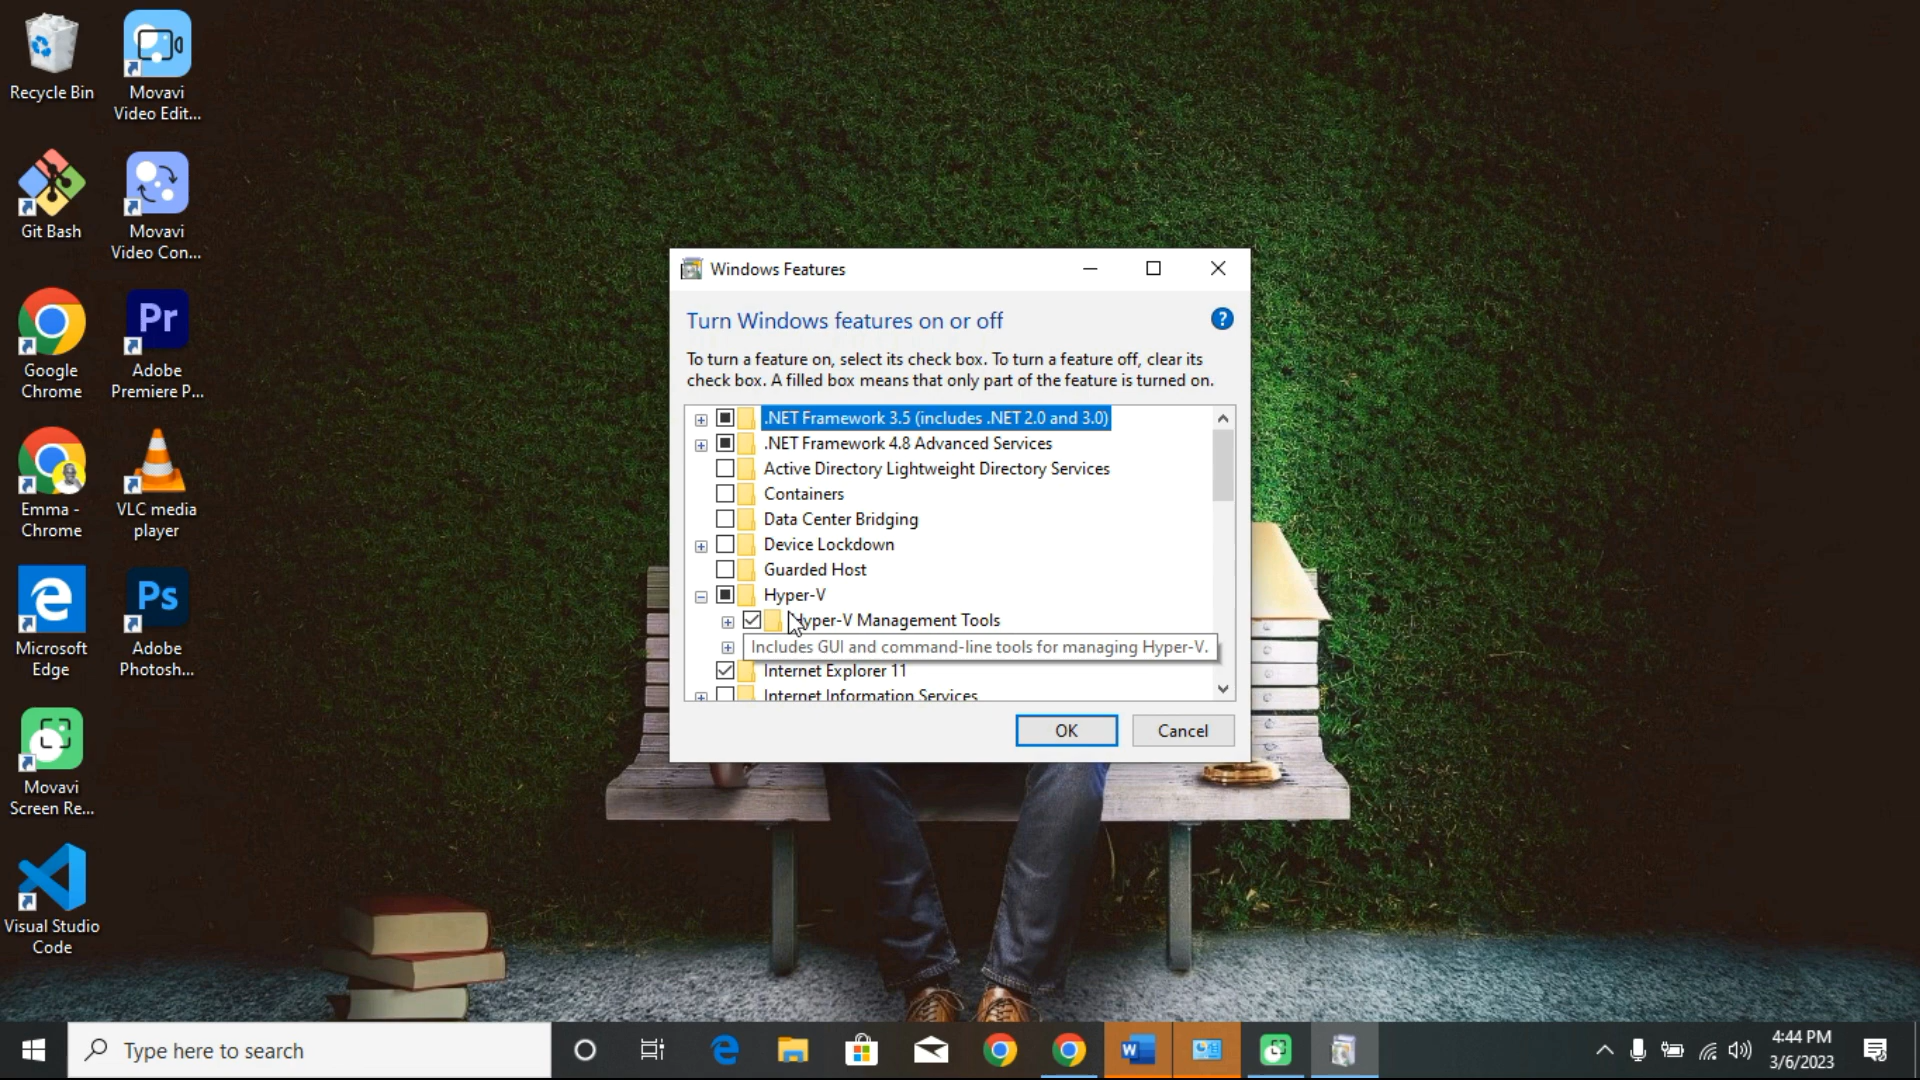 Recycle Bin
Movavi
Video Edit...
Git Bash
Movavi
Video Con...
Google
Chrome
Pr
Adobe
Premiere P...
Emma -
Chrome
VLC media
player
Microsoft
Edge
Ps
Adobe
Photosh...
Movavi
Screen Re...
Visual Studio
Code
Windows Features
Turn Windows features on or off
?
To turn a feature on, select its check box. To turn a feature off, clear its
check box. A filled box means that only part of the feature is turned on.
.NET Framework 3.5 (includes .NET 2.0 and 3.0)
.NET Framework 4.8 Advanced Services
Active Directory Lightweight Directory Services
Containers
Data Center Bridging
Device Lockdown
Guarded Host
Hyper-V
Hyper-V Management Tools
Includes GUI and command-line tools for managing Hyper-V.
Internet Explorer 11
Internet Information Services
OK
Cancel
Type here to search
W
4:44 PM
3/6/2023